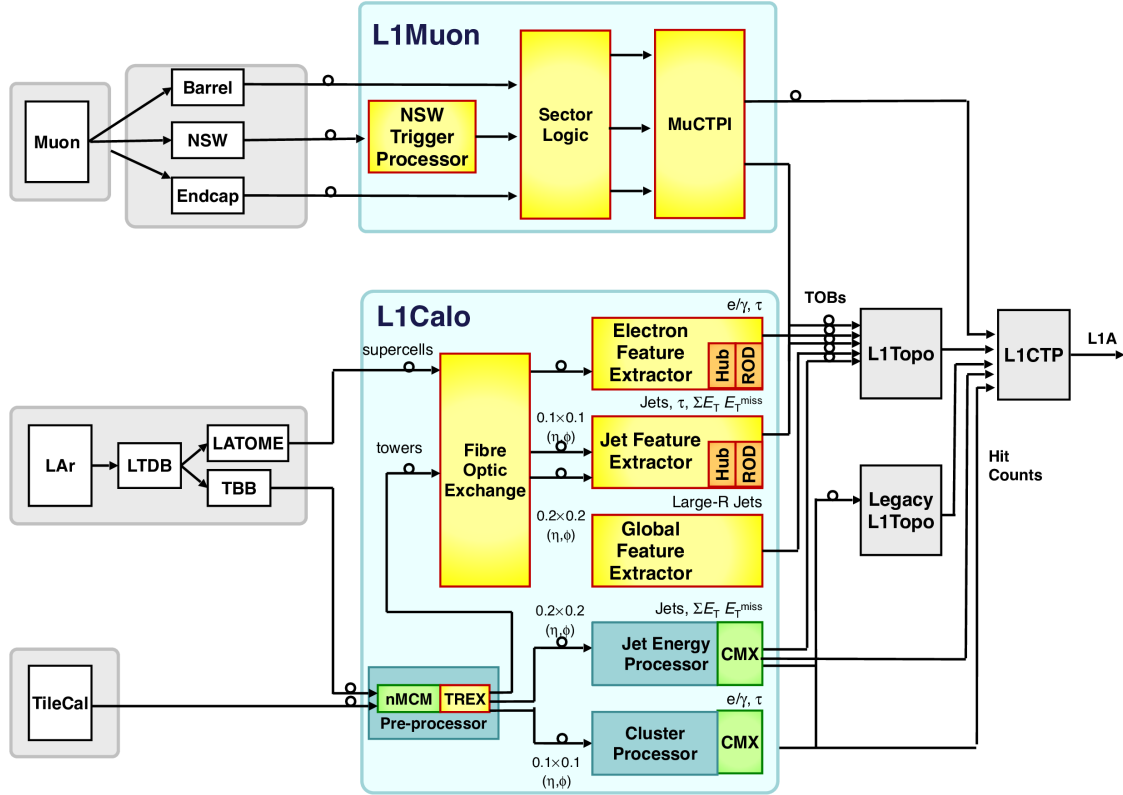 L1Muon
Muon
Barrel
NSW
Endcap
NSW
Trigger
Processor
Sector
Logic
MuCTPI
L1Calo
supercells
towers
Fibre
Optic
Exchange
e/γ, τ
Electron
Feature
Extractor
Hub
ROD
Jets, τ, ΣE_T E_T^miss
0.1×0.1
(η,ϕ)
Jet Feature
Extractor
Hub
ROD
Large-R Jets
0.2×0.2
(η,ϕ)
Global
Feature
Extractor
TOBs
L1Topo
L1CTP
L1A
Hit
Counts
Legacy
L1Topo
LAr
LTDB
LATOME
TBB
TileCal
nMCM
TREX
Pre-processor
0.2×0.2
(η,ϕ)
Jets, ΣE_T E_T^miss
Jet Energy
Processor
CMX
e/γ, τ
Cluster
Processor
CMX
0.1×0.1
(η,ϕ)